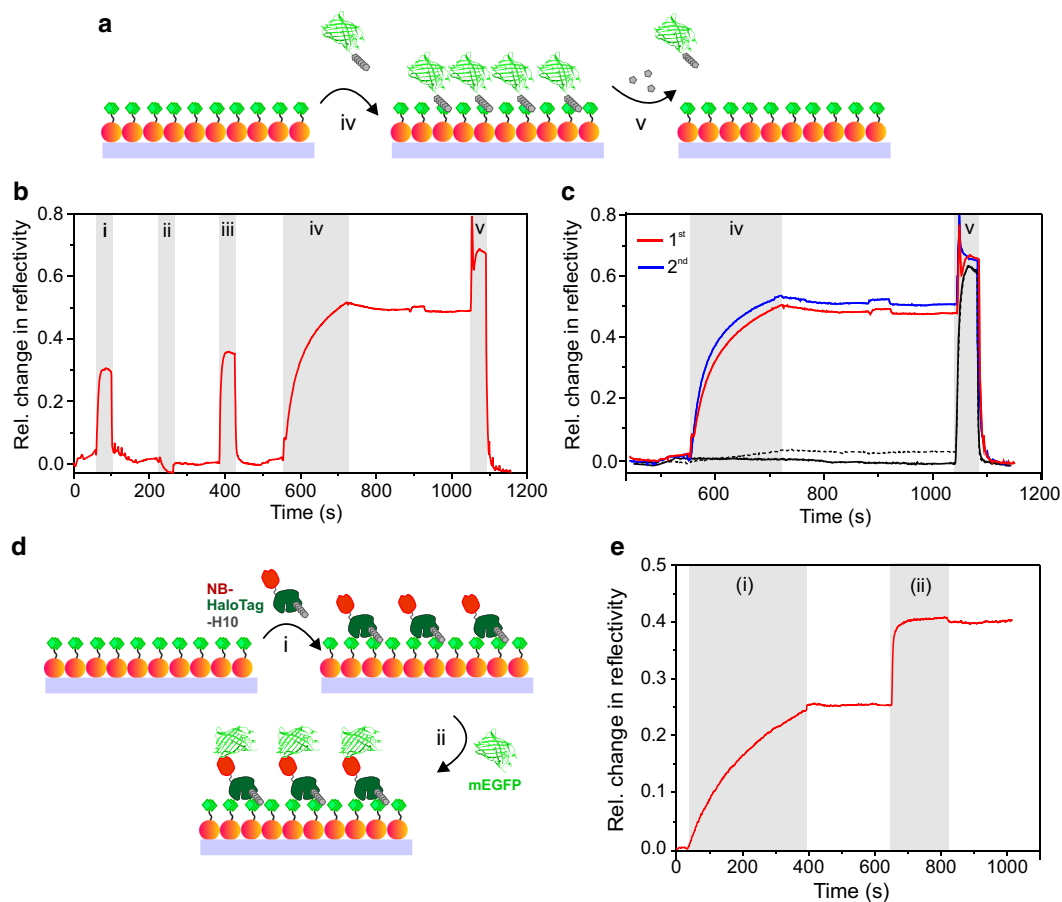 a
iv
v
b
Rel. change in reflectivity
0.8
0.6
0.4
0.2
0.0
i
ii
iii
iv
v
0
200
400
600
800
1000
1200
Time (s)
c
Rel. change in reflectivity
0.8
0.6
0.4
0.2
0.0
1st
2nd
iv
v
600
800
1000
1200
Time (s)
d
NB-
HaloTag
-H10
i
ii
mEGFP
e
Rel. change in reflectivity
0.5
0.4
0.3
0.2
0.1
0.0
(i)
(ii)
0
200
400
600
800
1000
Time (s)